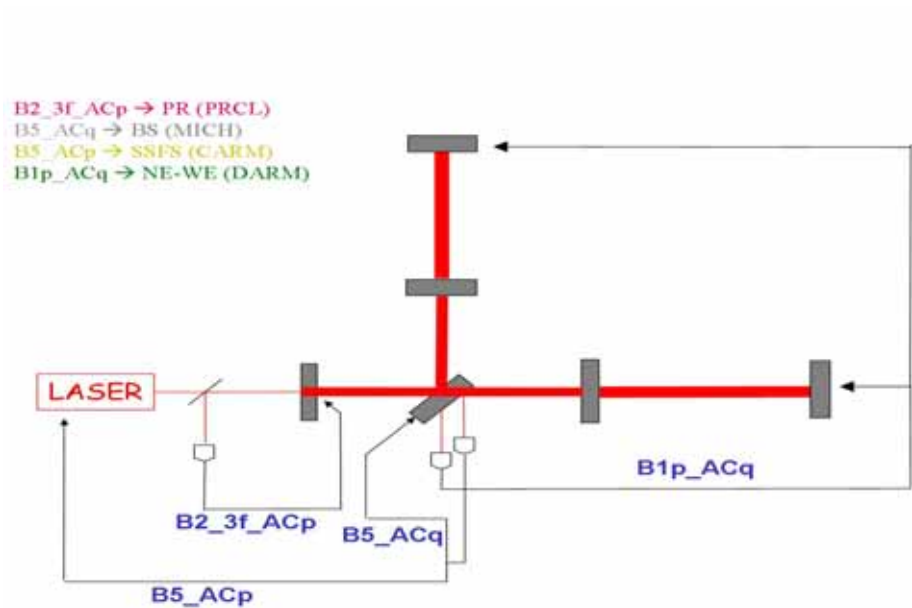 B2_3f_ACp → PR (PRCL)
B5_ACq → BS (MICH)
B5_ACp → SSFS (CARM)
B1p_ACq → NE-WE (DARM)
LASER
B1p_ACq
B2_3f_ACp
B5_ACq
B5_ACp